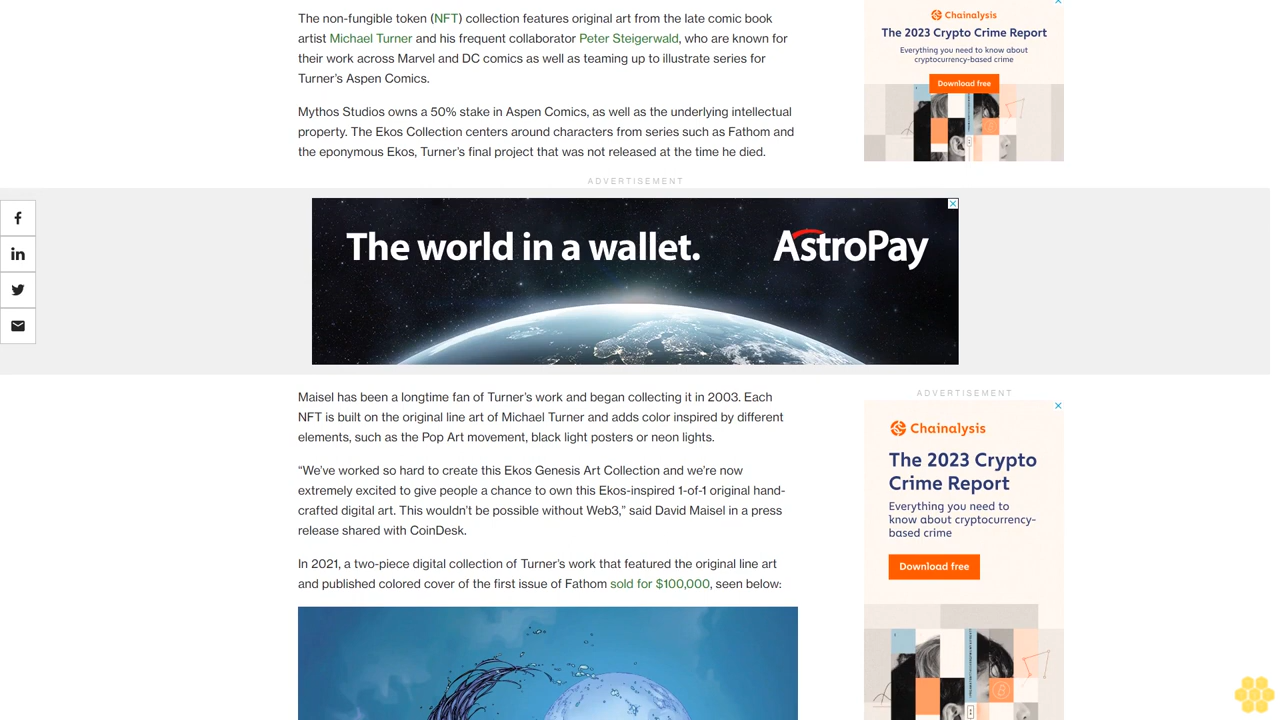 The non-fungible token (NFT) collection features original art from the late comic book
artist Michael Turner and his frequent collaborator Peter Steigerwald, who are known for
their work across Marvel and DC comics as well as teaming up to illustrate series for
Turner's Aspen Comics.
Mythos Studios owns a 50% stake in Aspen Comics, as well as the underlying intellectual
property. The Ekos Collection centers around characters from series such as Fathom and
the eponymous Ekos, Turner's final project that was not released at the time he died.
Chainalysis
The 2023 Crypto Crime Report
Everything you need to know about
cryptocurrency-based crime
Download free
ADVERTISEMENT
The world in a wallet.
AstroPay
Maisel has been a longtime fan of Turner's work and began collecting it in 2003. Each
NFT is built on the original line art of Michael Turner and adds color inspired by different
elements, such as the Pop Art movement, black light posters or neon lights.
“We've worked so hard to create this Ekos Genesis Art Collection and we're now
extremely excited to give people a chance to own this Ekos-inspired 1-of-1 original hand-
crafted digital art. This wouldn't be possible without Web3,” said David Maisel in a press
release shared with CoinDesk.
In 2021, a two-piece digital collection of Turner's work that featured the original line art
and published colored cover of the first issue of Fathom sold for $100,000, seen below:
ADVERTISEMENT
Chainalysis
The 2023 Crypto
Crime Report
Everything you need to
know about cryptocurrency-
based crime
Download free